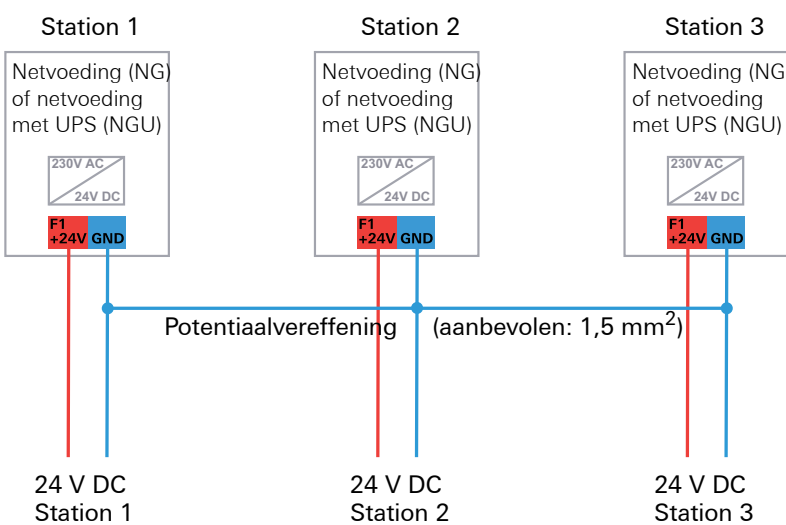 Station 1
Station 2
Station 3
Netvoeding (NG)
of netvoeding
met UPS (NGU)
Netvoeding (NG)
of netvoeding
met UPS (NGU)
Netvoeding (NG
of netvoeding
met UPS (NGU)
230V AC
24V DC
230V AC
24V DC
230V AC
24V DC
F1
+24V GND
F1
+24V GND
F1
+24V GND
Potentiaalvereffening (aanbevolen: 1,5 mm²)
24 V DC
Station 1
24 V DC
Station 2
24 V DC
Station 3